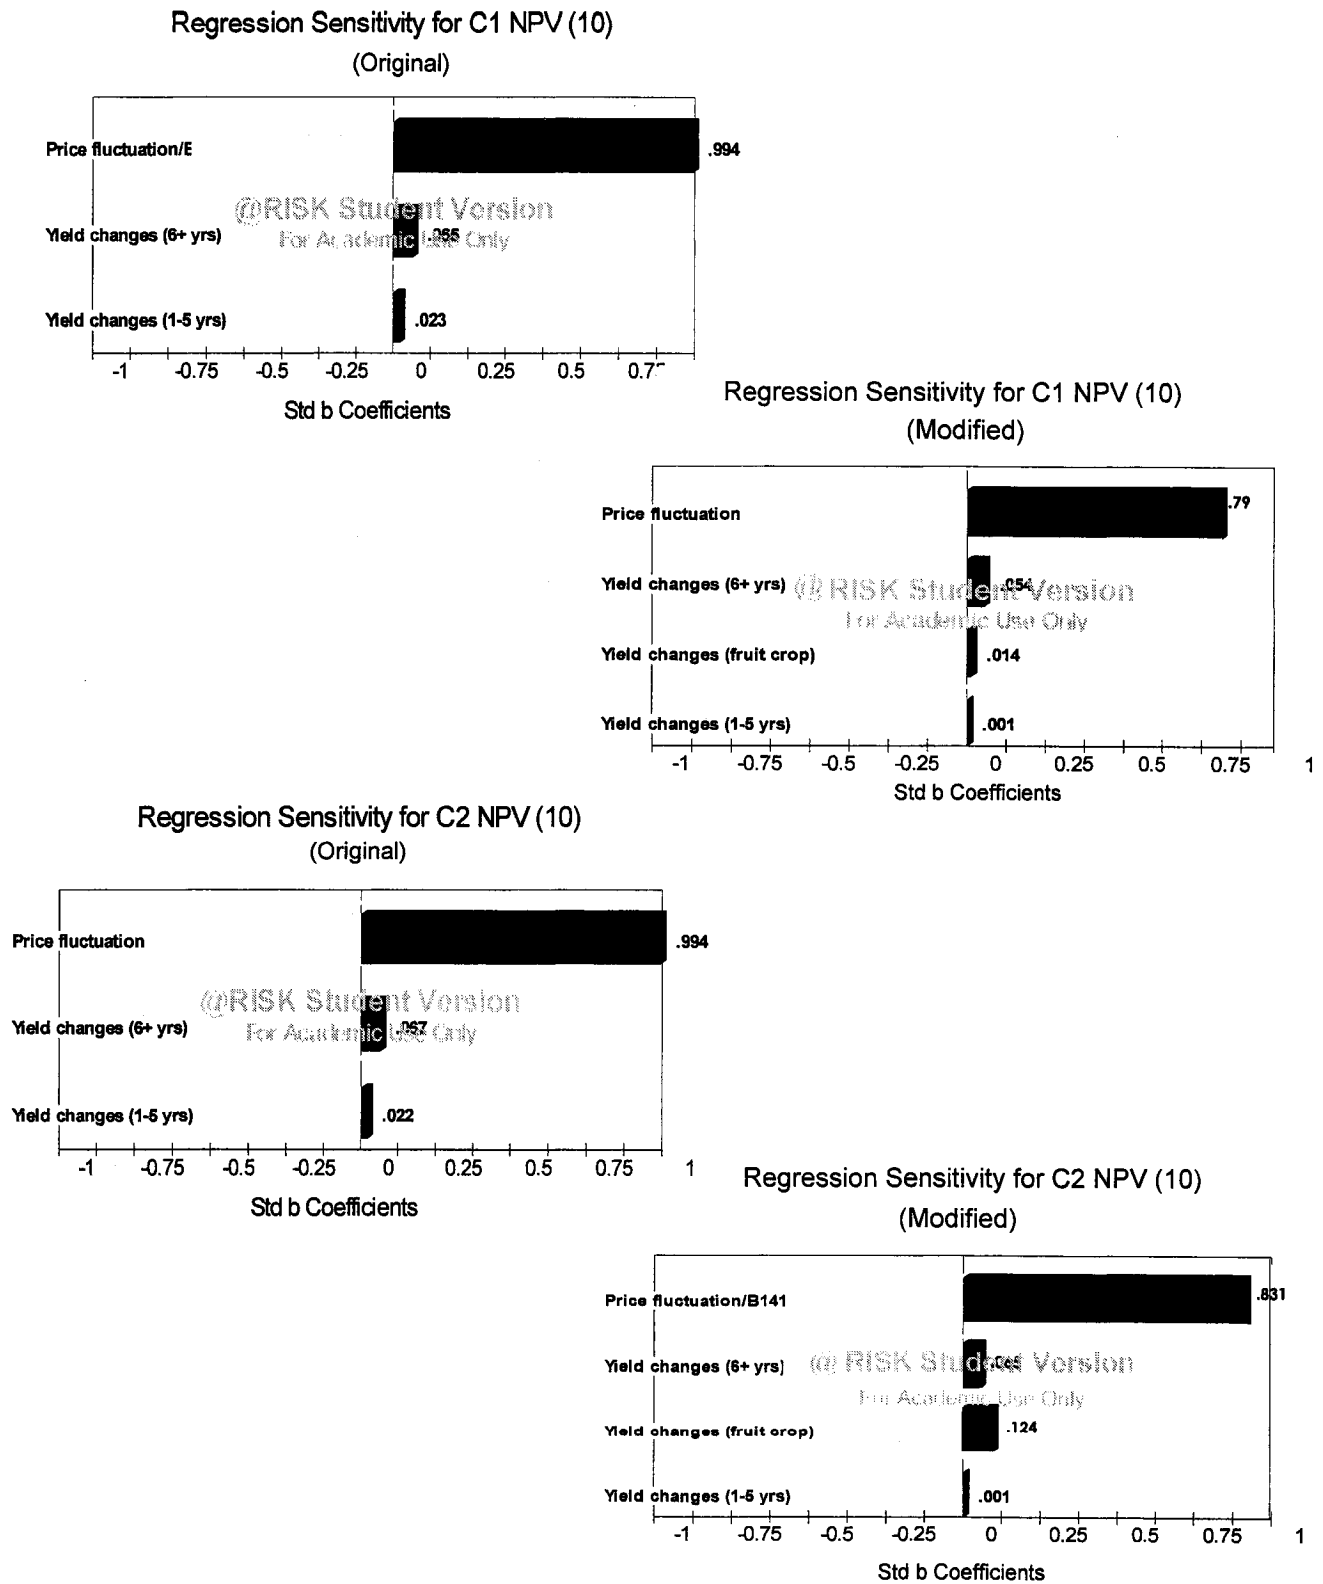 Regression Sensitivity for C1 NPV (10)
(Original)
Price fluctuation/E
.994
@RISK Student Version
For Academic Use Only
Yield changes (6+ yrs)
Yield changes (1-5 yrs)
.023
-1 -0.75 -0.5 -0.25 0 0.25 0.5 0.7
Std b Coefficients
Regression Sensitivity for C1 NPV (10)
(Modified)
Price fluctuation
.79
Yield changes (6+ yrs)
.054
@RISK Student Version
For Academic Use Only
Yield changes (fruit crop)
.014
Yield changes (1-5 yrs)
.001
-1 -0.75 -0.5 -0.25 0 0.25 0.5 0.75 1
Std b Coefficients
Regression Sensitivity for C2 NPV (10)
(Original)
Price fluctuation
.994
@RISK Student Version
For Academic Use Only
Yield changes (6+ yrs)
.067
Yield changes (1-5 yrs)
.022
-1 -0.75 -0.5 -0.25 0 0.25 0.5 0.75 1
Std b Coefficients
Regression Sensitivity for C2 NPV (10)
(Modified)
Price fluctuation/B141
.831
Yield changes (6+ yrs)
@RISK Student Version
For Academic Use Only
Yield changes (fruit crop)
.124
Yield changes (1-5 yrs)
.001
-1 -0.75 -0.5 -0.25 0 0.25 0.5 0.75 1
Std b Coefficients